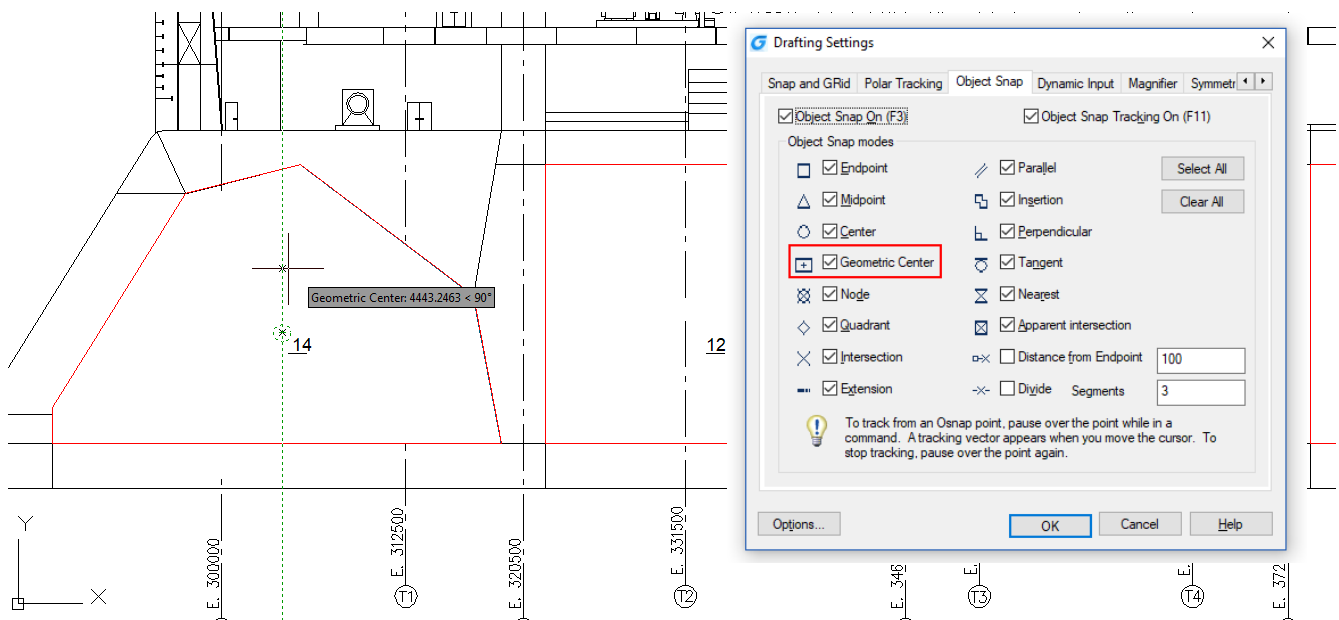 Drafting Settings
Snap and GRid
Polar Tracking
Object Snap
Dynamic Input
Magnifier
Symmetr
Object Snap On (F3)
Object Snap Tracking On (F11)
Object Snap modes
Endpoint
Midpoint
Center
Geometric Center
Node
Quadrant
Intersection
Extension
Parallel
Insertion
Perpendicular
Tangent
Nearest
Apparent intersection
Distance from Endpoint
100
Divide
Segments
3
Select All
Clear All
To track from an Osnap point, pause over the point while in a
command. A tracking vector appears when you move the cursor. To
stop tracking, pause over the point again.
Options...
OK
Cancel
Help
Geometric Center: 4443.2463 < 90°
14
12
Y
X
E. 300000
E. 312500
T1
E. 320500
E. 331500
T2
E. 346
E.
T3
E.
T4
E. 372